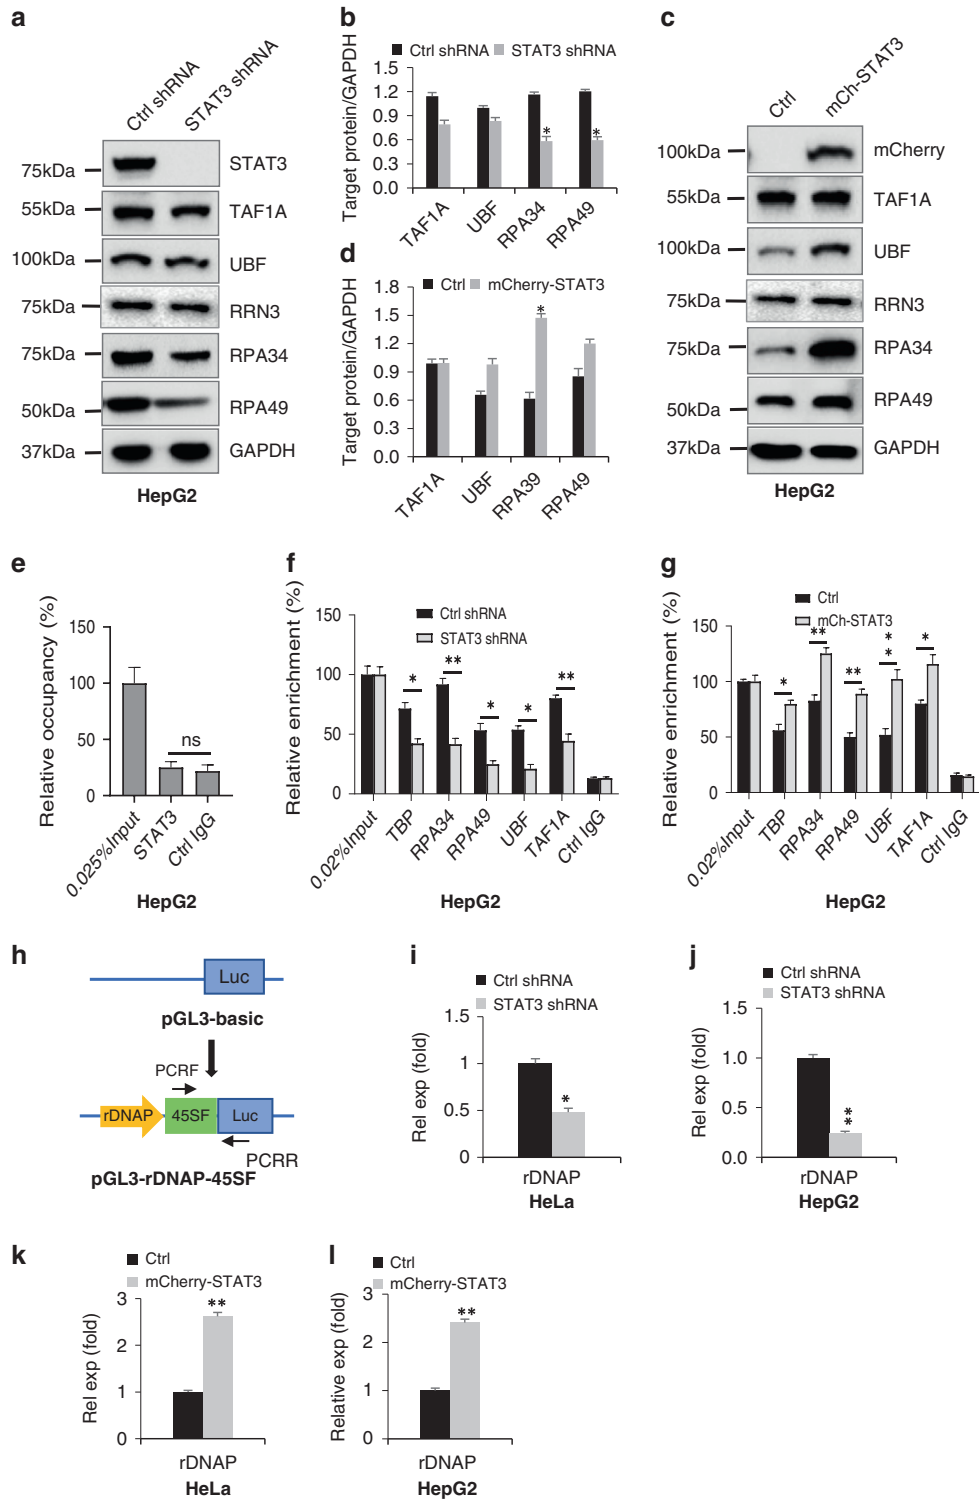 a
Ctrl shRNA
STAT3 shRNA
75kDa
STAT3
55kDa
TAF1A
100kDa
UBF
75kDa
RRN3
75kDa
RPA34
50kDa
RPA49
37kDa
GAPDH
HepG2
b
Ctrl shRNA STAT3 shRNA
Target protein/GAPDH
1.5
1.2
0.9
0.6
0.3
0.0
* *
TAF1A UBF RPA34 RPA49
d
Ctrl mCherry-STAT3
Target protein/GAPDH
1.8
1.5
1.2
0.9
0.6
0.3
0.0
*
TAF1A UBF RPA39 RPA49
c
Ctrl
mCh-STAT3
100kDa
mCherry
55kDa
TAF1A
100kDa
UBF
75kDa
RRN3
75kDa
RPA34
50kDa
RPA49
37kDa
GAPDH
HepG2
e
Relative occupancy (%)
150
100
50
0
ns
0.025%Input STAT3 Ctrl IgG
HepG2
f
Relative enrichment (%)
Ctrl shRNA
STAT3 shRNA
150
100
50
0
* ** * * **
0.02%Input TBP RPA34 RPA49 UBF TAF1A Ctrl IgG
HepG2
g
Relative enrichment (%)
Ctrl
mCh-STAT3
150
100
50
0
* ** ** ** *
0.02%Input TBP RPA34 RPA49 UBF TAF1A Ctrl IgG
HepG2
h
Luc
pGL3-basic
PCRF
rDNAP 45SF Luc
PCRR
pGL3-rDNAP-45SF
i
Ctrl shRNA
STAT3 shRNA
Rel exp (fold)
1.5
1
0.5
0
*
rDNAP
HeLa
j
Ctrl shRNA
STAT3 shRNA
Rel exp (fold)
1.5
1.0
0.5
0.0
**
rDNAP
HepG2
k
Ctrl
mCherry-STAT3
Rel exp (fold)
3
2
1
0
**
rDNAP
HeLa
l
Ctrl
mCherry-STAT3
Relative exp (fold)
3
2
1
0
**
rDNAP
HepG2